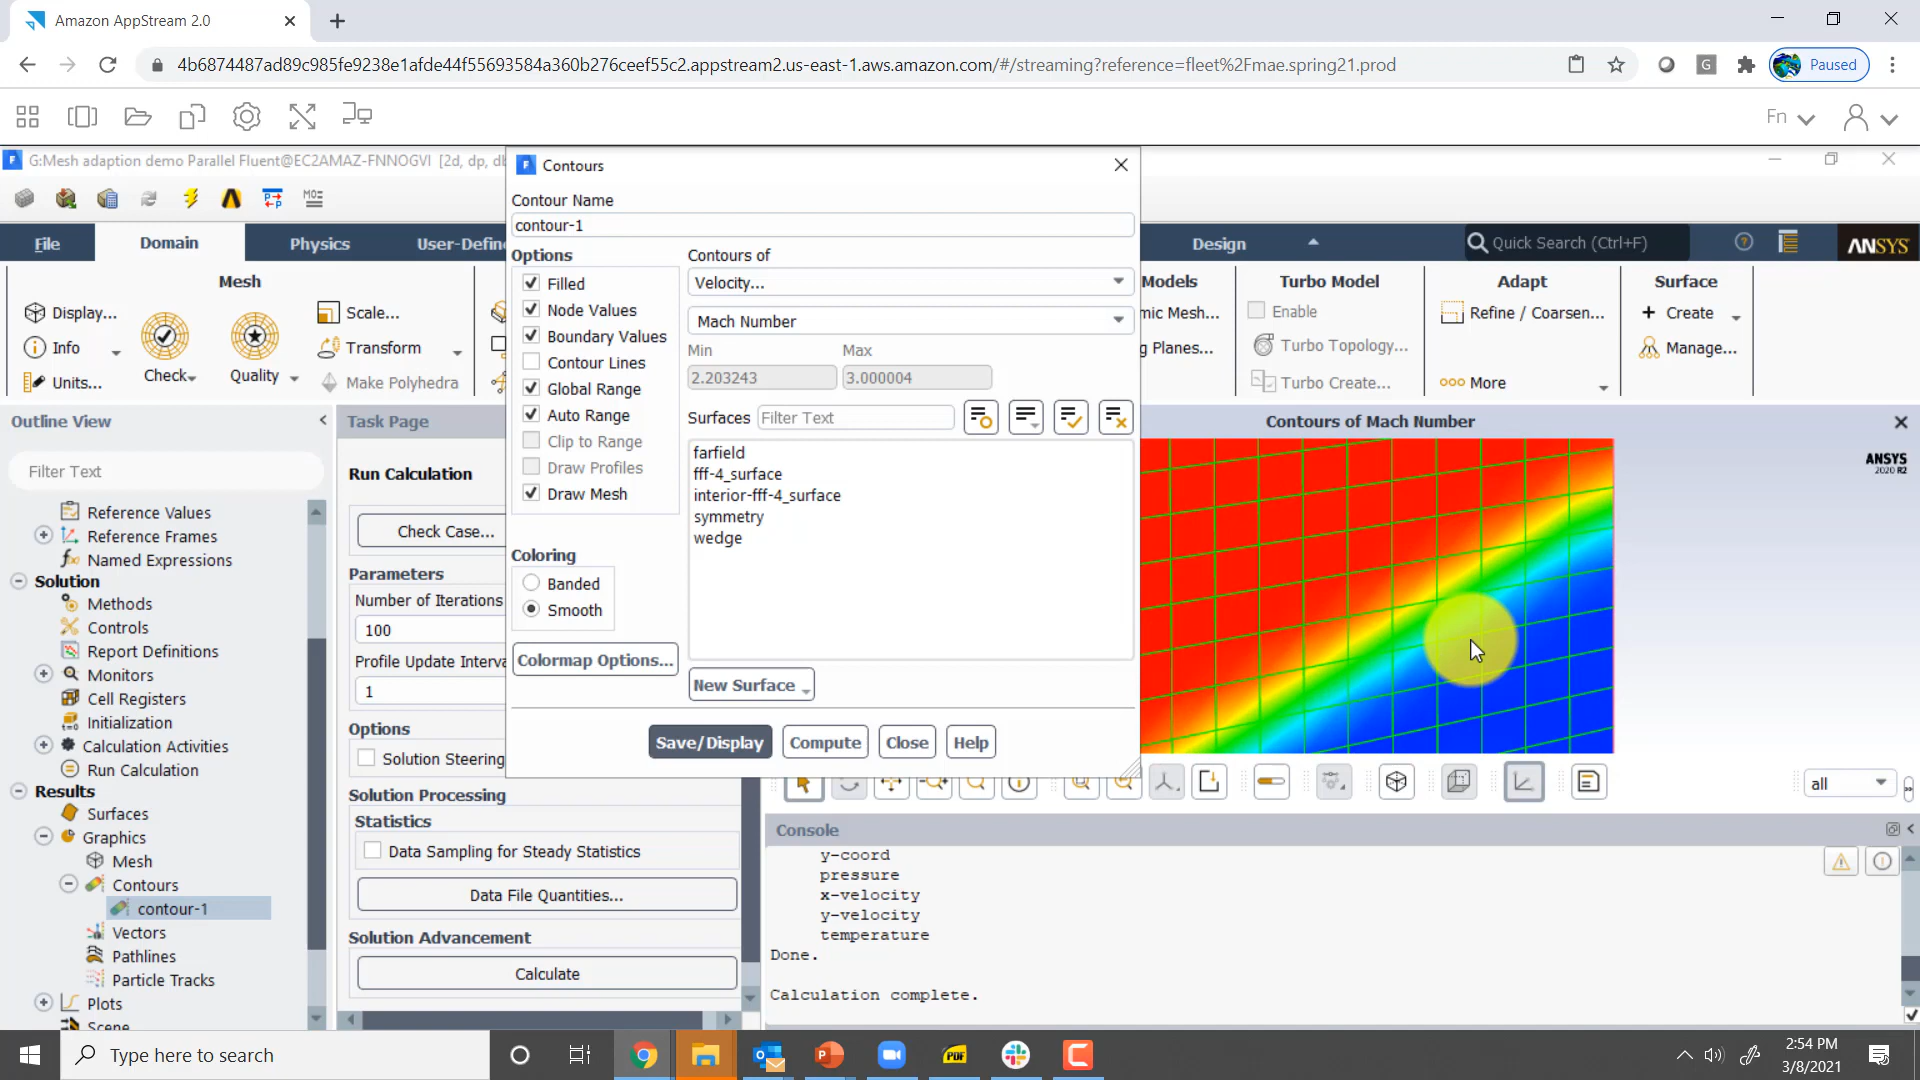 Amazon AppStream 2.0
4b6874487ad89c985fe9238e1afde44f55693584a360b276ceef55c2.appstream2.us-east-1.aws.amazon.com/#/streaming?reference=fleet%2Fmae.spring21.prod
G
Paused
Fn
G:Mesh adaption demo Parallel Fluent@EC2AMAZ-FNNOGVI [2d, dp, db
File
Domain
Physics
User-Define
Design
Quick Search (Ctrl+F)
ANSYS
Mesh
Display...
Info
Units...
Check
Quality
Scale...
Transform
Make Polyhedra
Models
mic Mesh...
g Planes...
Turbo Model
Enable
Turbo Topology...
Turbo Create...
Adapt
Refine / Coarsen...
More
Surface
Create
Manage...
Outline View
Filter Text
Reference Values
Reference Frames
Named Expressions
Solution
Methods
Controls
Report Definitions
Monitors
Cell Registers
Initialization
Calculation Activities
Run Calculation
Results
Surfaces
Graphics
Mesh
Contours
contour-1
Vectors
Pathlines
Particle Tracks
Plots
Scene
Task Page
Run Calculation
Check Case...
Parameters
Number of Iterations
100
Profile Update Interva
1
Options
Solution Steering
Solution Processing
Statistics
Data Sampling for Steady Statistics
Data File Quantities...
Solution Advancement
Calculate
Contours
Contour Name
contour-1
Options
Filled
Node Values
Boundary Values
Contour Lines
Global Range
Auto Range
Clip to Range
Draw Profiles
Draw Mesh
Coloring
Banded
Smooth
Colormap Options...
Contours of
Velocity...
Mach Number
Min
Max
2.203243
3.000004
Surfaces
Filter Text
farfield
fff-4_surface
interior-fff-4_surface
symmetry
wedge
New Surface
Save/Display
Compute
Close
Help
Contours of Mach Number
ANSYS
2020 R2
all
Console
y-coord
pressure
x-velocity
y-velocity
temperature
Done.
Calculation complete.
Type here to search
PDF
2:54 PM
3/8/2021